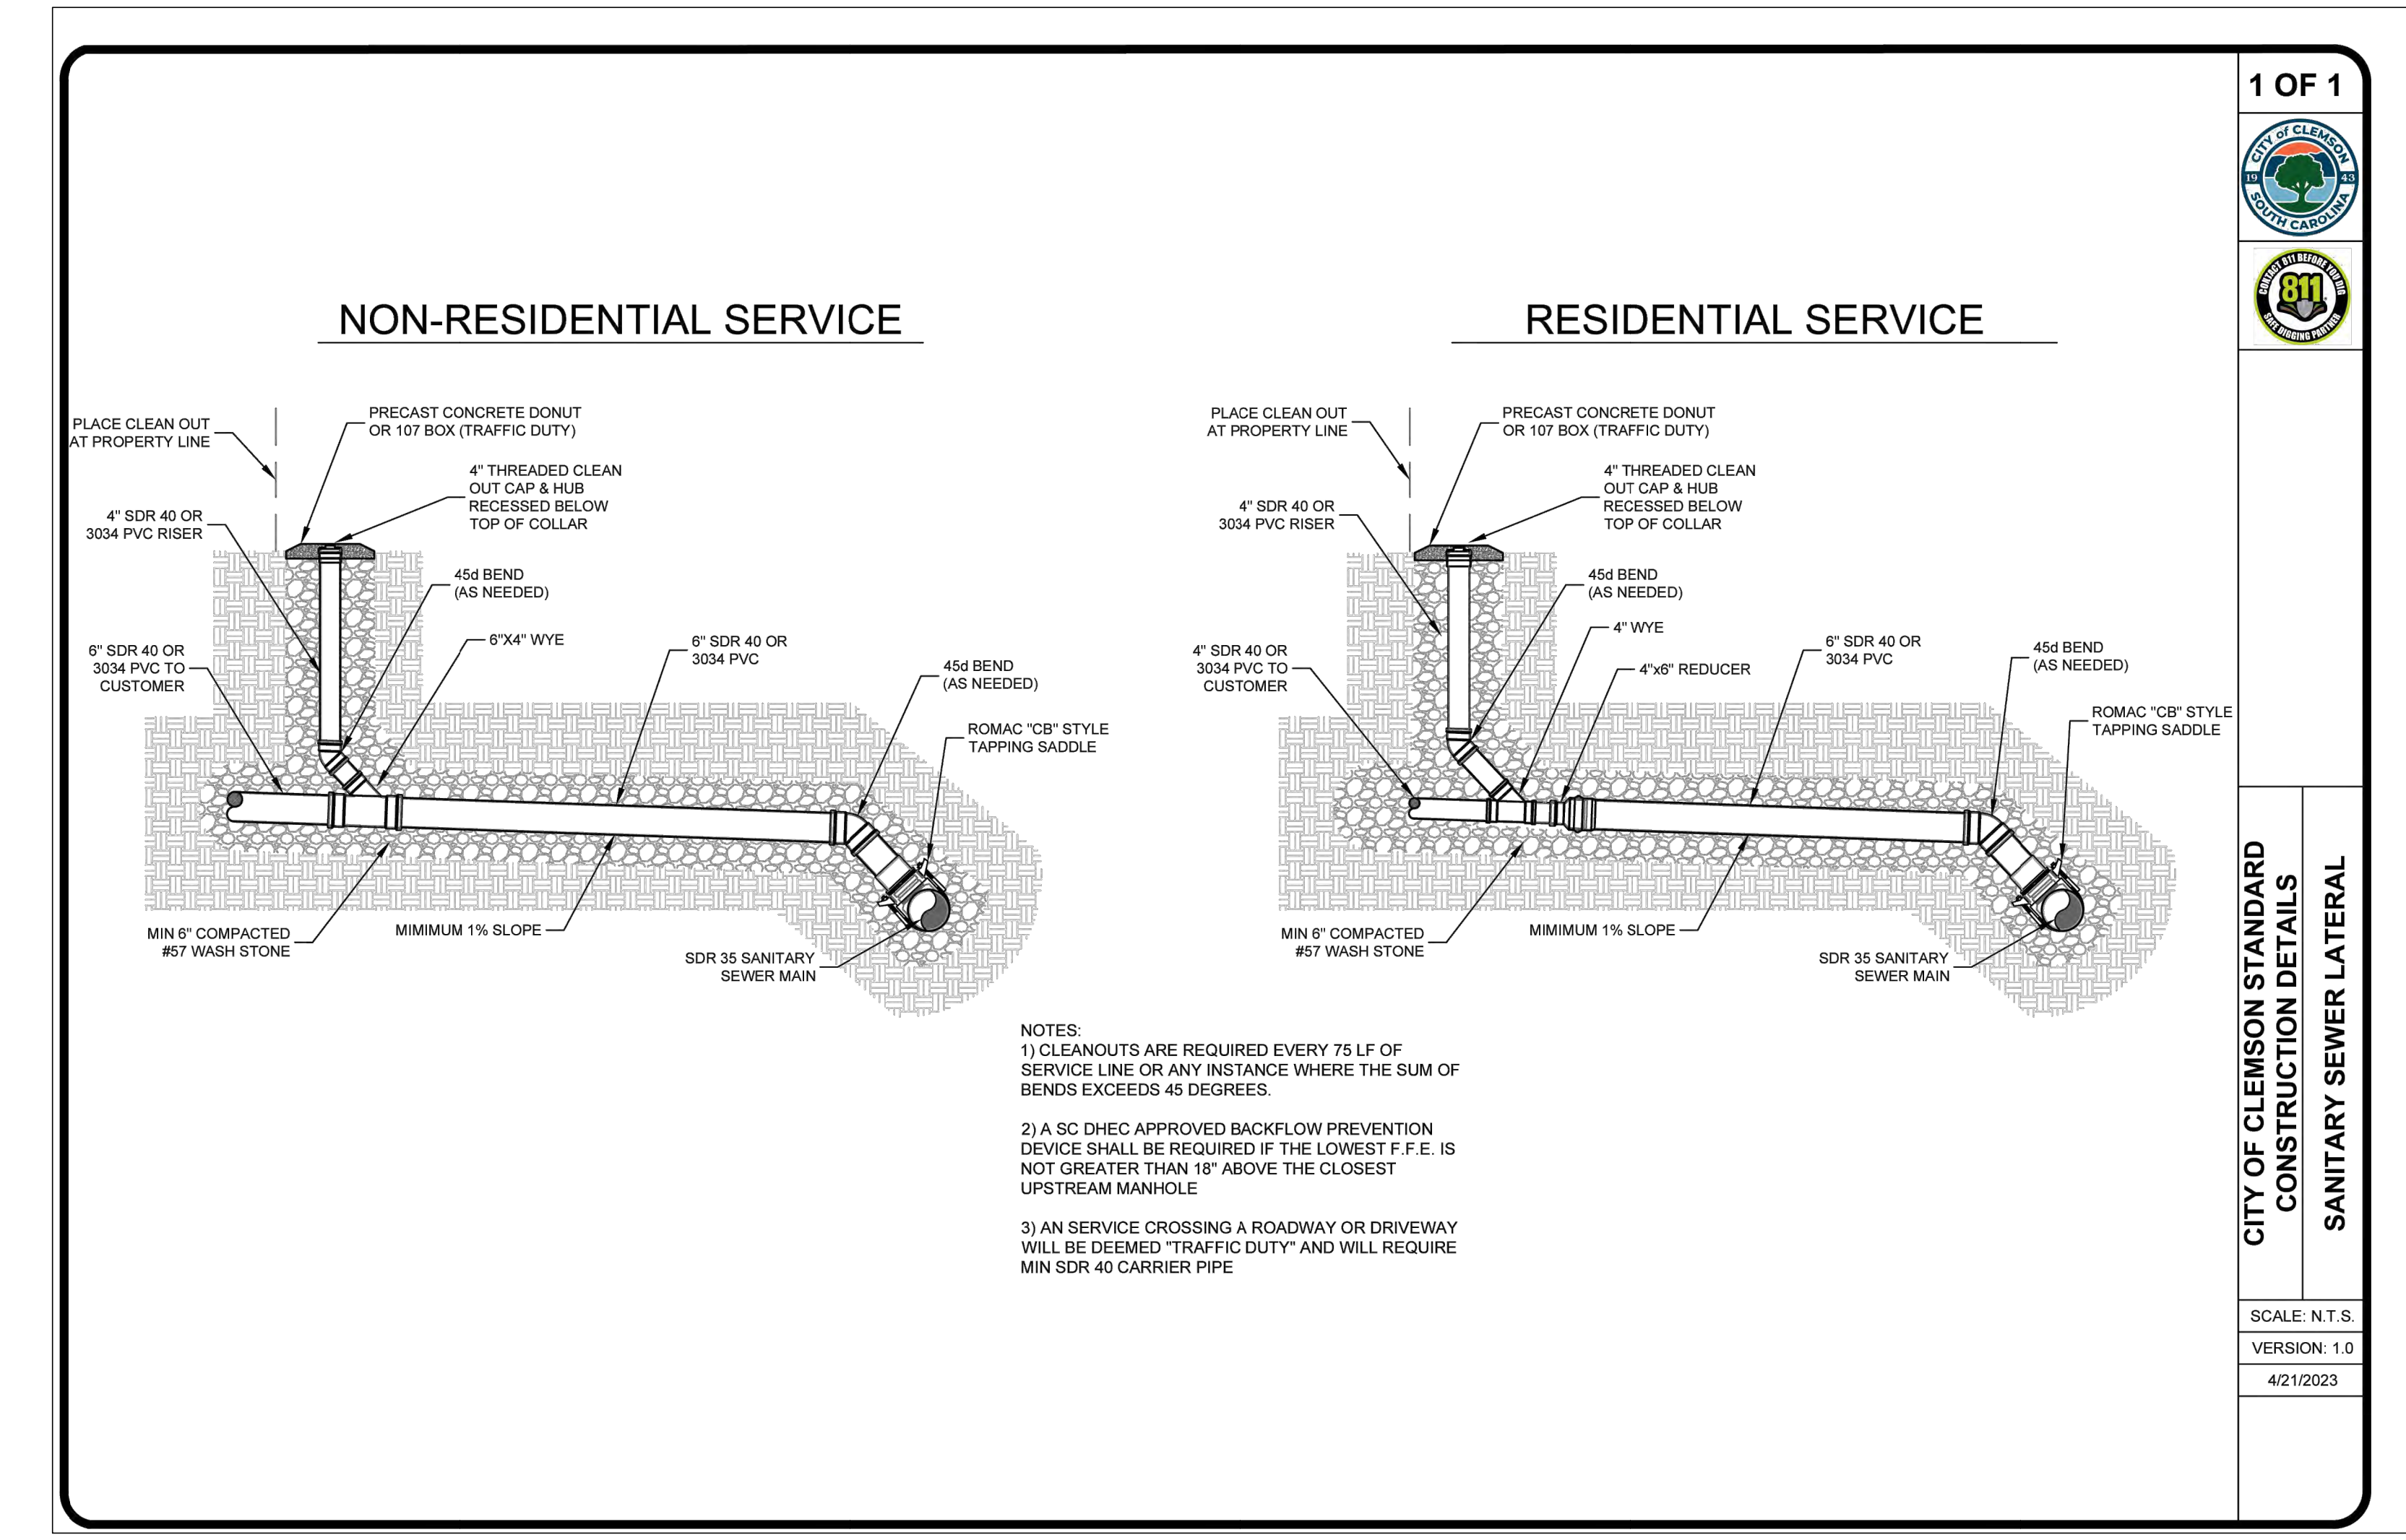 1 OF 1
CITY of CLEMSON
19 43
SOUTH CAROLINA
CONTACT 811 BEFORE YOU DIG
811
SAFE DIGGING PARTNER
NON-RESIDENTIAL SERVICE
PLACE CLEAN OUT
AT PROPERTY LINE
PRECAST CONCRETE DONUT
OR 107 BOX (TRAFFIC DUTY)
4" THREADED CLEAN
OUT CAP & HUB
RECESSED BELOW
TOP OF COLLAR
4" SDR 40 OR
3034 PVC RISER
45d BEND
(AS NEEDED)
6"X4" WYE
6" SDR 40 OR
3034 PVC TO
CUSTOMER
6" SDR 40 OR
3034 PVC
45d BEND
(AS NEEDED)
ROMAC "CB" STYLE
TAPPING SADDLE
MIN 6" COMPACTED
#57 WASH STONE
MIMIMUM 1% SLOPE
SDR 35 SANITARY
SEWER MAIN
RESIDENTIAL SERVICE
PLACE CLEAN OUT
AT PROPERTY LINE
PRECAST CONCRETE DONUT
OR 107 BOX (TRAFFIC DUTY)
4" THREADED CLEAN
OUT CAP & HUB
RECESSED BELOW
TOP OF COLLAR
4" SDR 40 OR
3034 PVC RISER
45d BEND
(AS NEEDED)
4" WYE
4"x6" REDUCER
4" SDR 40 OR
3034 PVC TO
CUSTOMER
6" SDR 40 OR
3034 PVC
45d BEND
(AS NEEDED)
ROMAC "CB" STYLE
TAPPING SADDLE
MIN 6" COMPACTED
#57 WASH STONE
MIMIMUM 1% SLOPE
SDR 35 SANITARY
SEWER MAIN
NOTES:
1) CLEANOUTS ARE REQUIRED EVERY 75 LF OF
SERVICE LINE OR ANY INSTANCE WHERE THE SUM OF
BENDS EXCEEDS 45 DEGREES.
2) A SC DHEC APPROVED BACKFLOW PREVENTION
DEVICE SHALL BE REQUIRED IF THE LOWEST F.F.E. IS
NOT GREATER THAN 18" ABOVE THE CLOSEST
UPSTREAM MANHOLE
3) AN SERVICE CROSSING A ROADWAY OR DRIVEWAY
WILL BE DEEMED "TRAFFIC DUTY" AND WILL REQUIRE
MIN SDR 40 CARRIER PIPE
CITY OF CLEMSON STANDARD
CONSTRUCTION DETAILS
SANITARY SEWER LATERAL
SCALE: N.T.S.
VERSION: 1.0
4/21/2023